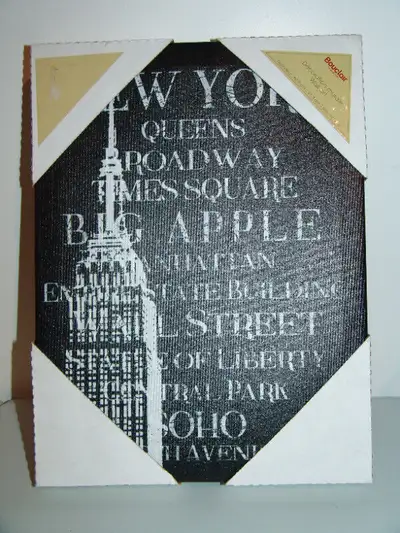 EW YOR
Bouclair
QUEENS
BROADWAY
TIMES SQUARE
BIG APPLE
MANHATTAN
EMPIRE STATE BUILDING
WALL STREET
STATUE OF LIBERTY
CENTRAL PARK
SOHO
H AVENU